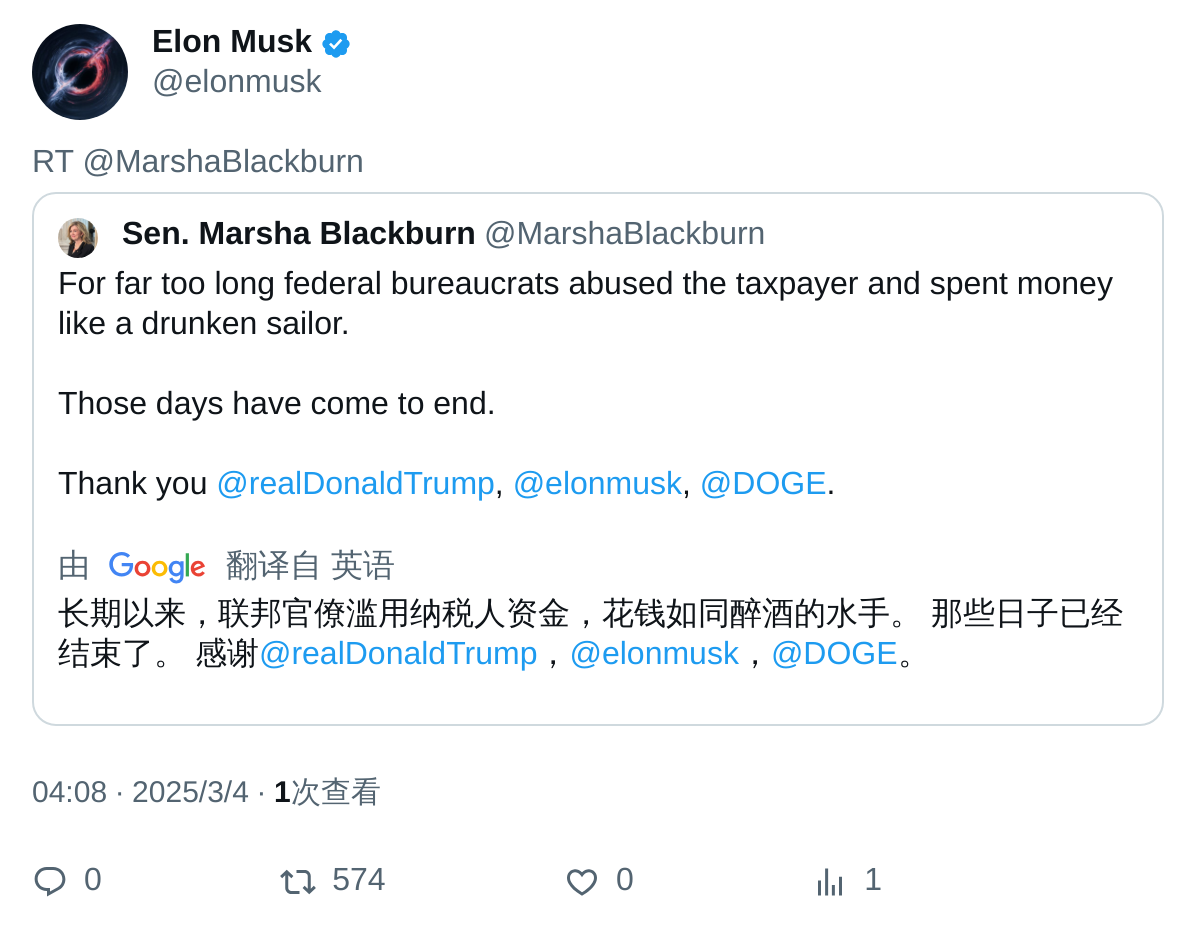 Elon Musk
@elonmusk
RT @MarshaBlackburn
Sen. Marsha Blackburn @MarshaBlackburn
For far too long federal bureaucrats abused the taxpayer and spent money
like a drunken sailor.
Those days have come to end.
Thank you @realDonaldTrump, @elonmusk, @DOGE.
由 Google 翻译自 英语
长期以来，联邦官僚滥用纳税人资金，花钱如同醉酒的水手。 那些日子已经
结束了。 感谢@realDonaldTrump，@elonmusk，@DOGE。
04:08 · 2025/3/4 · 1次查看
0 574 0 1